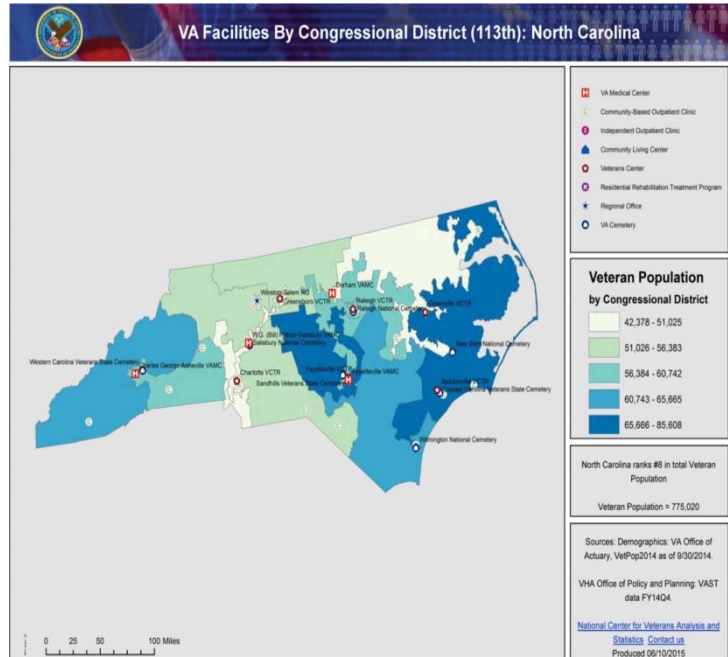 VA Facilities By Congressional District (113th): North Carolina
H VA Medical Center
C Community-Based Outpatient Clinic
Independent Outpatient Clinic
Community Living Center
Veterans Center
Residential Rehabilitation Treatment Program
Regional Office
VA Cemetery
Durham VAMC
Winston-Salem RO
Greensboro VCTR
Raleigh VCTR
Raleigh National Cemetery
Greenville VCTR
W.G. (Bill) Hefner-Salisbury VAMC
Salisbury National Cemetery
New Bern National Cemetery
Western Carolina Veterans State Cemetery
Charles George-Asheville VAMC
Charlotte VCTR
Fayetteville VCTR
Fayetteville VAMC
Sandhills Veterans State Cemetery
Jacksonville VCTR
Coastal Carolina Veterans State Cemetery
Wilmington National Cemetery
Veteran Population
by Congressional District
42,378 - 51,025
51,026 - 56,383
56,384 - 60,742
60,743 - 65,665
65,666 - 85,608
North Carolina ranks #8 in total Veteran
Population
Veteran Population = 775,020
Sources: Demographics: VA Office of
Actuary, VetPop2014 as of 9/30/2014.
VHA Office of Policy and Planning: VAST
data FY14Q4.
National Center for Veterans Analysis and
Statistics Contact us
Produced 06/10/2015
0 25 50 100 Miles